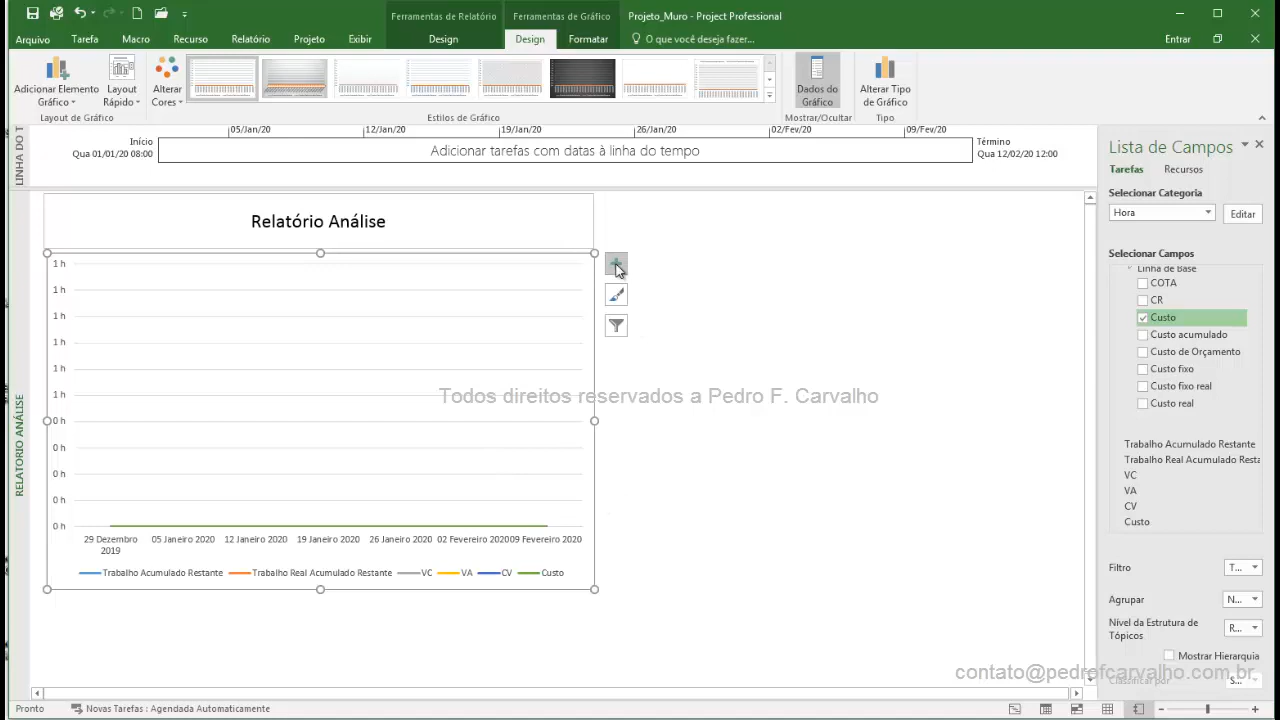 Ferramentas de Relatório
Ferramentas de Gráfico
Projeto_Muro - Project Professional
Arquivo
Tarefa
Macro
Recurso
Relatório
Projeto
Exibir
Design
Design
Formatar
O que você deseja fazer...
Entrar
Adicionar Elemento
Gráfico
Layout
Rápido
Alterar
Cores
Dados do
Gráfico
Alterar Tipo
de Gráfico
Layout de Gráfico
Estilos de Gráfico
Mostrar/Ocultar
Tipo
LINHA DO T
05/Jan/20
12/Jan/20
19/Jan/20
26/Jan/20
02/Fev/20
09/Fev/20
Início
Qua 01/01/20 08:00
Adicionar tarefas com datas à linha do tempo
Término
Qua 12/02/20 12:00
RELATÓRIO ANÁLISE
Relatório Análise
1 h
1 h
1 h
1 h
1 h
1 h
0 h
0 h
0 h
0 h
0 h
29 Dezembro
2019
05 Janeiro 2020
12 Janeiro 2020
19 Janeiro 2020
26 Janeiro 2020
02 Fevereiro 2020
09 Fevereiro 2020
Trabalho Acumulado Restante
Trabalho Real Acumulado Restante
VC
VA
CV
Custo
Todos direitos reservados a Pedro F. Carvalho
Lista de Campos
Tarefas
Recursos
Selecionar Categoria
Hora
Editar
Selecionar Campos
Linha de Base
COTA
CR
Custo
Custo acumulado
Custo de Orçamento
Custo fixo
Custo fixo real
Custo real
Trabalho Acumulado Restante
Trabalho Real Acumulado Resta
VC
VA
CV
Custo
Filtro
T...
Agrupar
N...
Nível da Estrutura de
Tópicos
R...
Mostrar Hierarquia
contato@pedrofcarvalho.com.br
Classificar por
S...
Pronto
Novas Tarefas : Agendada Automaticamente